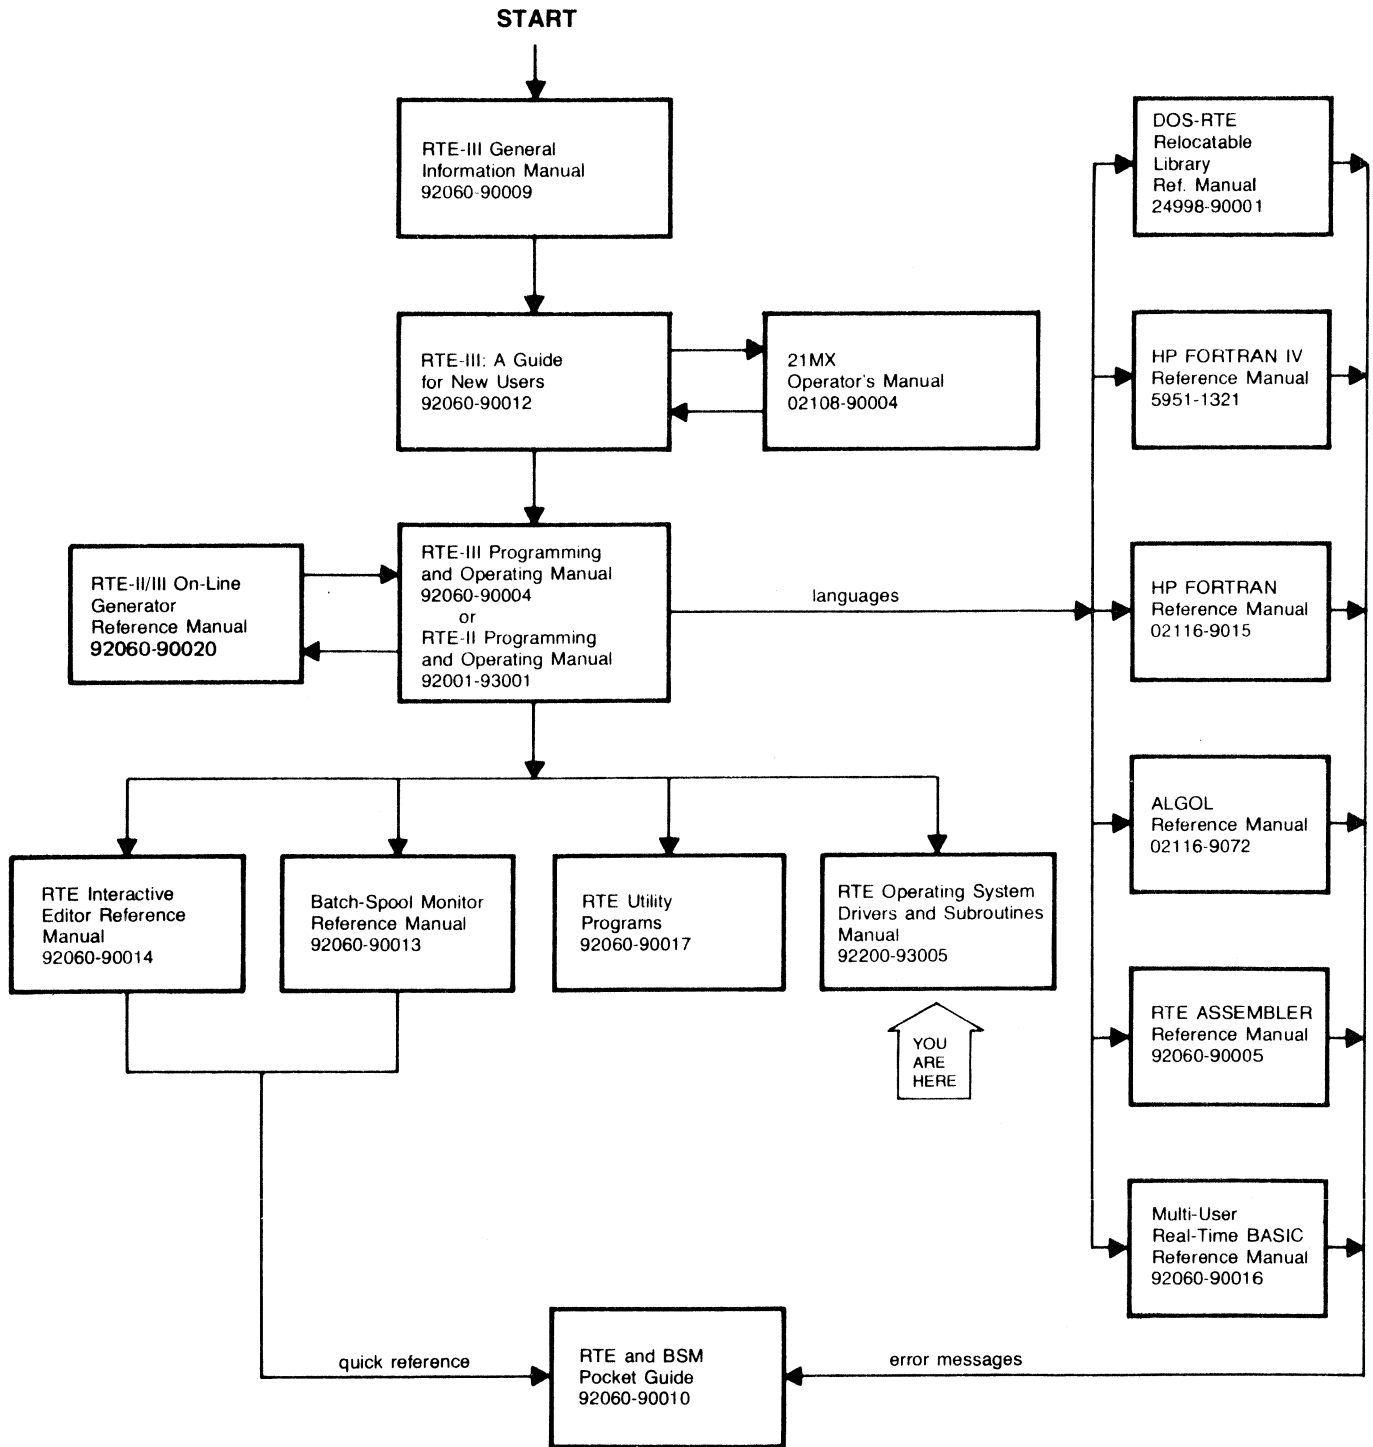 START
RTE-III General
Information Manual
92060-90009
RTE-III: A Guide
for New Users
92060-90012
21MX
Operator's Manual
02108-90004
RTE-II/III On-Line
Generator
Reference Manual
92060-90020
RTE-III Programming
and Operating Manual
92060-90004
or
RTE-II Programming
and Operating Manual
92001-93001
languages
DOS-RTE
Relocatable
Library
Ref. Manual
24998-90001
HP FORTRAN IV
Reference Manual
5951-1321
HP FORTRAN
Reference Manual
02116-9015
ALGOL
Reference Manual
02116-9072
RTE ASSEMBLER
Reference Manual
92060-90005
Multi-User
Real-Time BASIC
Reference Manual
92060-90016
RTE Interactive
Editor Reference
Manual
92060-90014
Batch-Spool Monitor
Reference Manual
92060-90013
RTE Utility
Programs
92060-90017
RTE Operating System
Drivers and Subroutines
Manual
92200-93005
YOU
ARE
HERE
quick reference
RTE and BSM
Pocket Guide
92060-90010
error messages